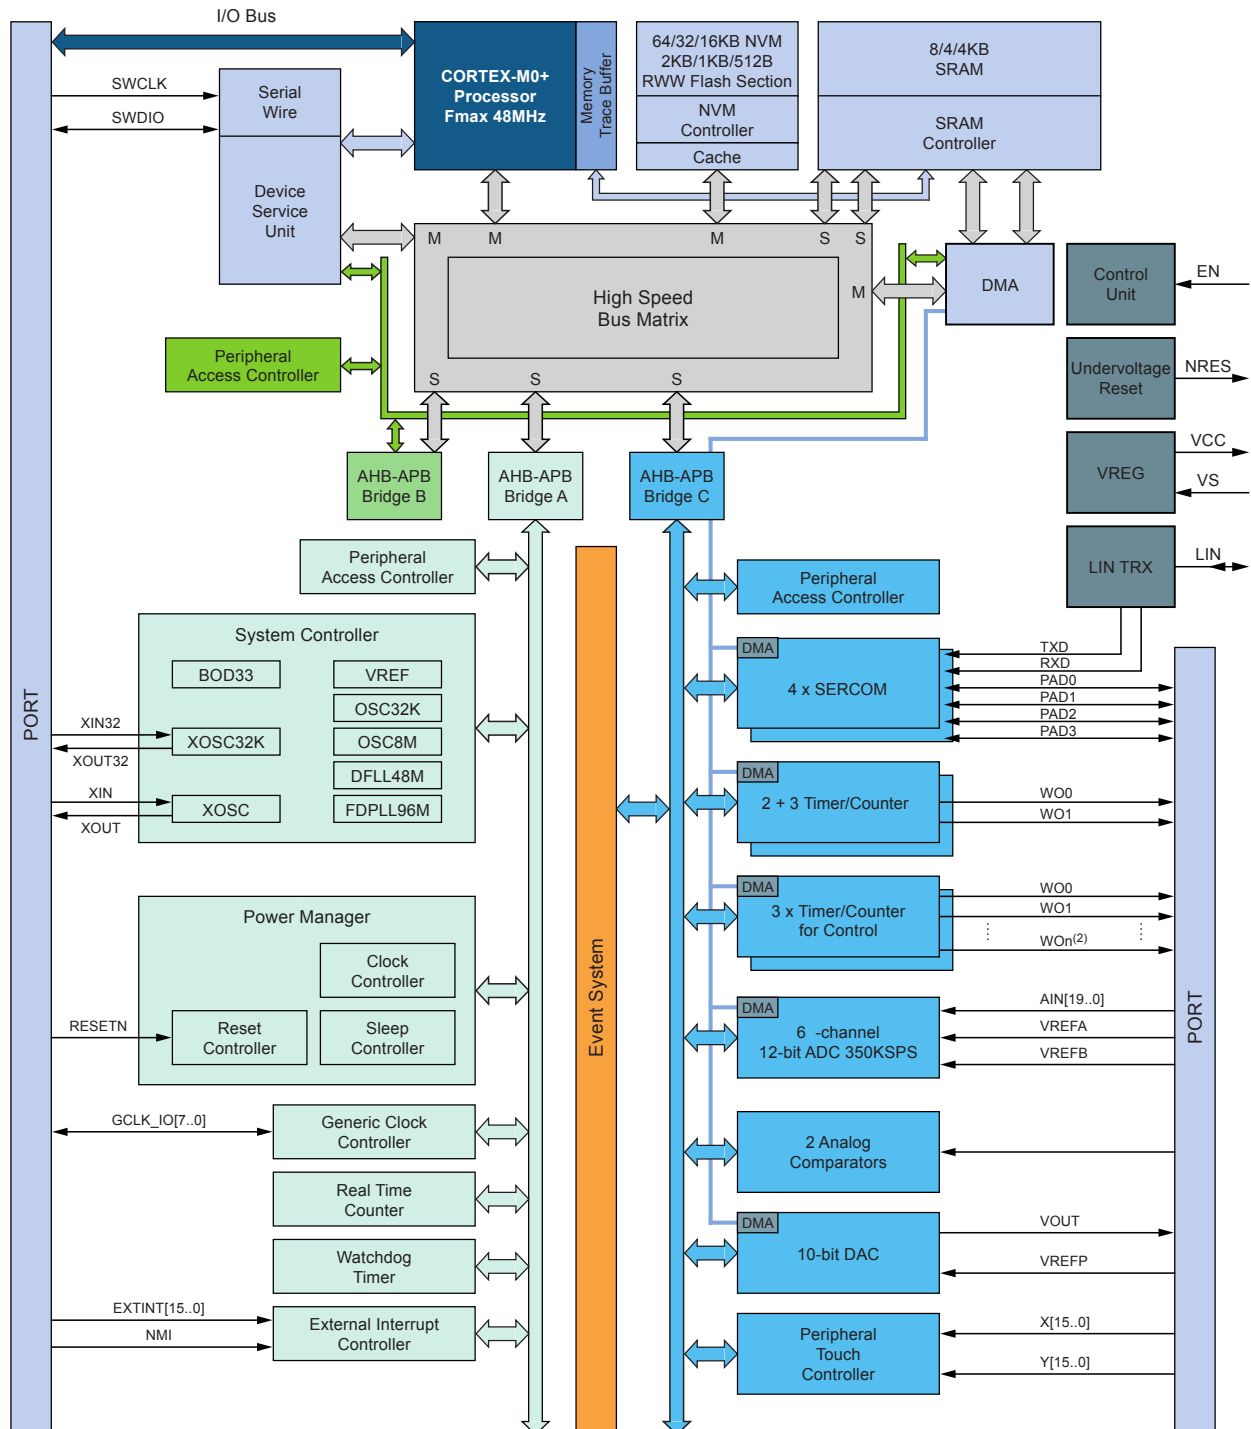 I/O Bus
SWCLK
SWDIO
Serial
Wire
Device
Service
Unit
CORTEX-M0+
Processor
Fmax 48MHz
Memory
Trace Buffer
64/32/16KB NVM
2KB/1KB/512B
RWW Flash Section
NVM
Controller
Cache
8/4/4KB
SRAM
SRAM
Controller
M
M
M
S
S
M
High Speed
Bus Matrix
S
S
S
DMA
Control
Unit
EN
Undervoltage
Reset
NRES
VREG
VCC
VS
LIN TRX
LIN
Peripheral
Access Controller
AHB-APB
Bridge B
AHB-APB
Bridge A
AHB-APB
Bridge C
PORT
Peripheral
Access Controller
System Controller
BOD33
VREF
OSC32K
XOSC32K
OSC8M
DFLL48M
XOSC
FDPLL96M
XIN32
XOUT32
XIN
XOUT
Power Manager
Clock
Controller
Reset
Controller
Sleep
Controller
RESETN
GCLK_IO[7..0]
Generic Clock
Controller
Real Time
Counter
Watchdog
Timer
EXTINT[15..0]
NMI
External Interrupt
Controller
Event System
Peripheral
Access Controller
DMA
4 x SERCOM
TXD
RXD
PAD0
PAD1
PAD2
PAD3
DMA
2 + 3 Timer/Counter
WO0
WO1
DMA
3 x Timer/Counter
for Control
WO0
WO1
WOn(2)
DMA
6 -channel
12-bit ADC 350KSPS
AIN[19..0]
VREFA
VREFB
2 Analog
Comparators
DMA
10-bit DAC
VOUT
VREFP
Peripheral
Touch
Controller
X[15..0]
Y[15..0]
PORT